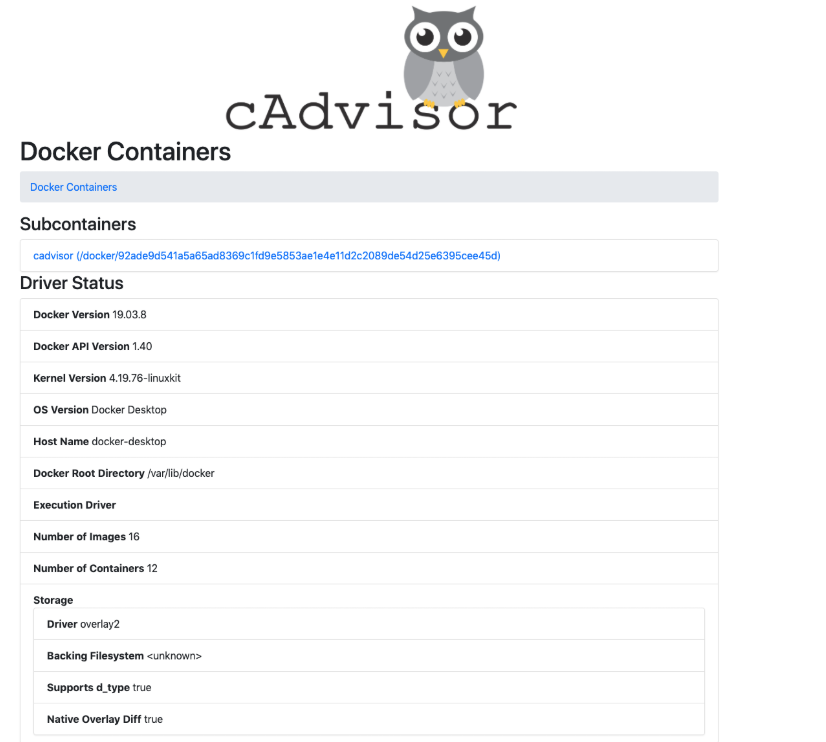 cAdvisor
Docker Containers
Docker Containers
Subcontainers
cadvisor (/docker/92ade9d541a5a65ad8369c1fd9e5853ae1e4e11d2c2089de54d25e6395cee45d)
Driver Status
Docker Version 19.03.8
Docker API Version 1.40
Kernel Version 4.19.76-linuxkit
OS Version Docker Desktop
Host Name docker-desktop
Docker Root Directory /var/lib/docker
Execution Driver
Number of Images 16
Number of Containers 12
Storage
Driver overlay2
Backing Filesystem <unknown>
Supports d_type true
Native Overlay Diff true